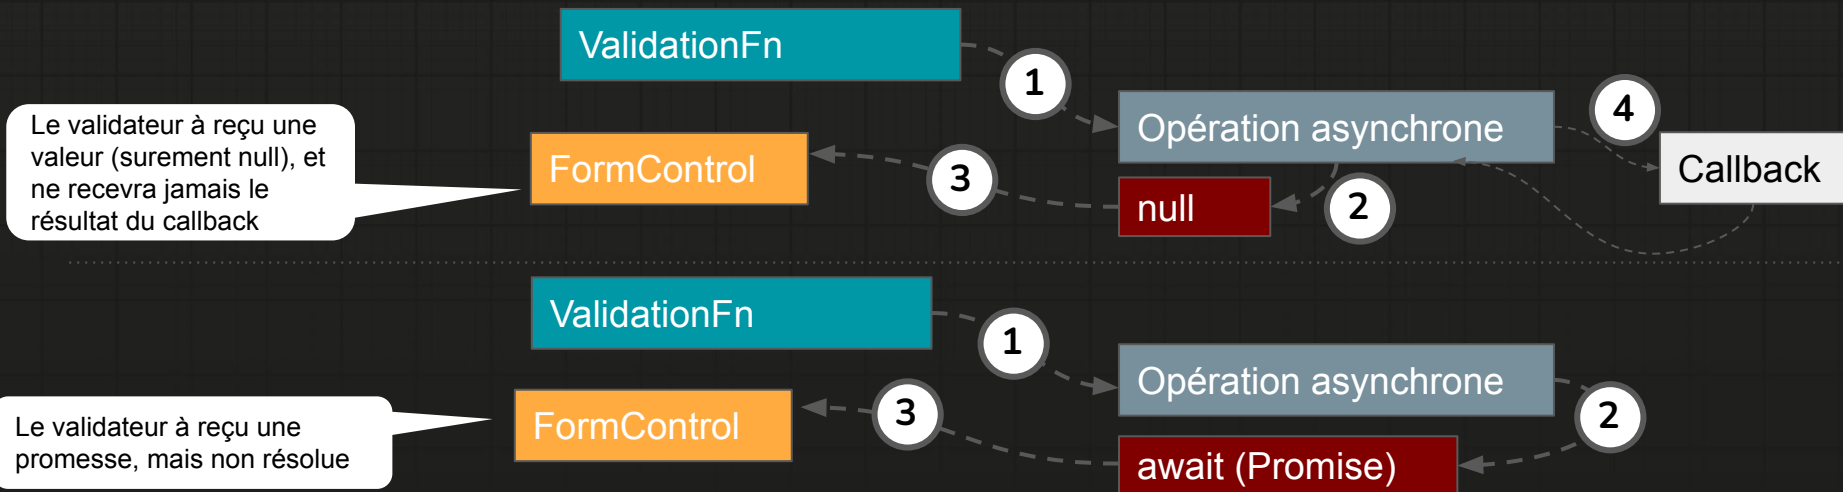 ValidationFn
1
Opération asynchrone
4
Le validateur à reçu une
valeur (surement null), et
ne recevra jamais le
résultat du callback
FormControl
3
null
2
Callback
ValidationFn
1
Opération asynchrone
Le validateur à reçu une
promesse, mais non résolue
FormControl
3
2
await (Promise)